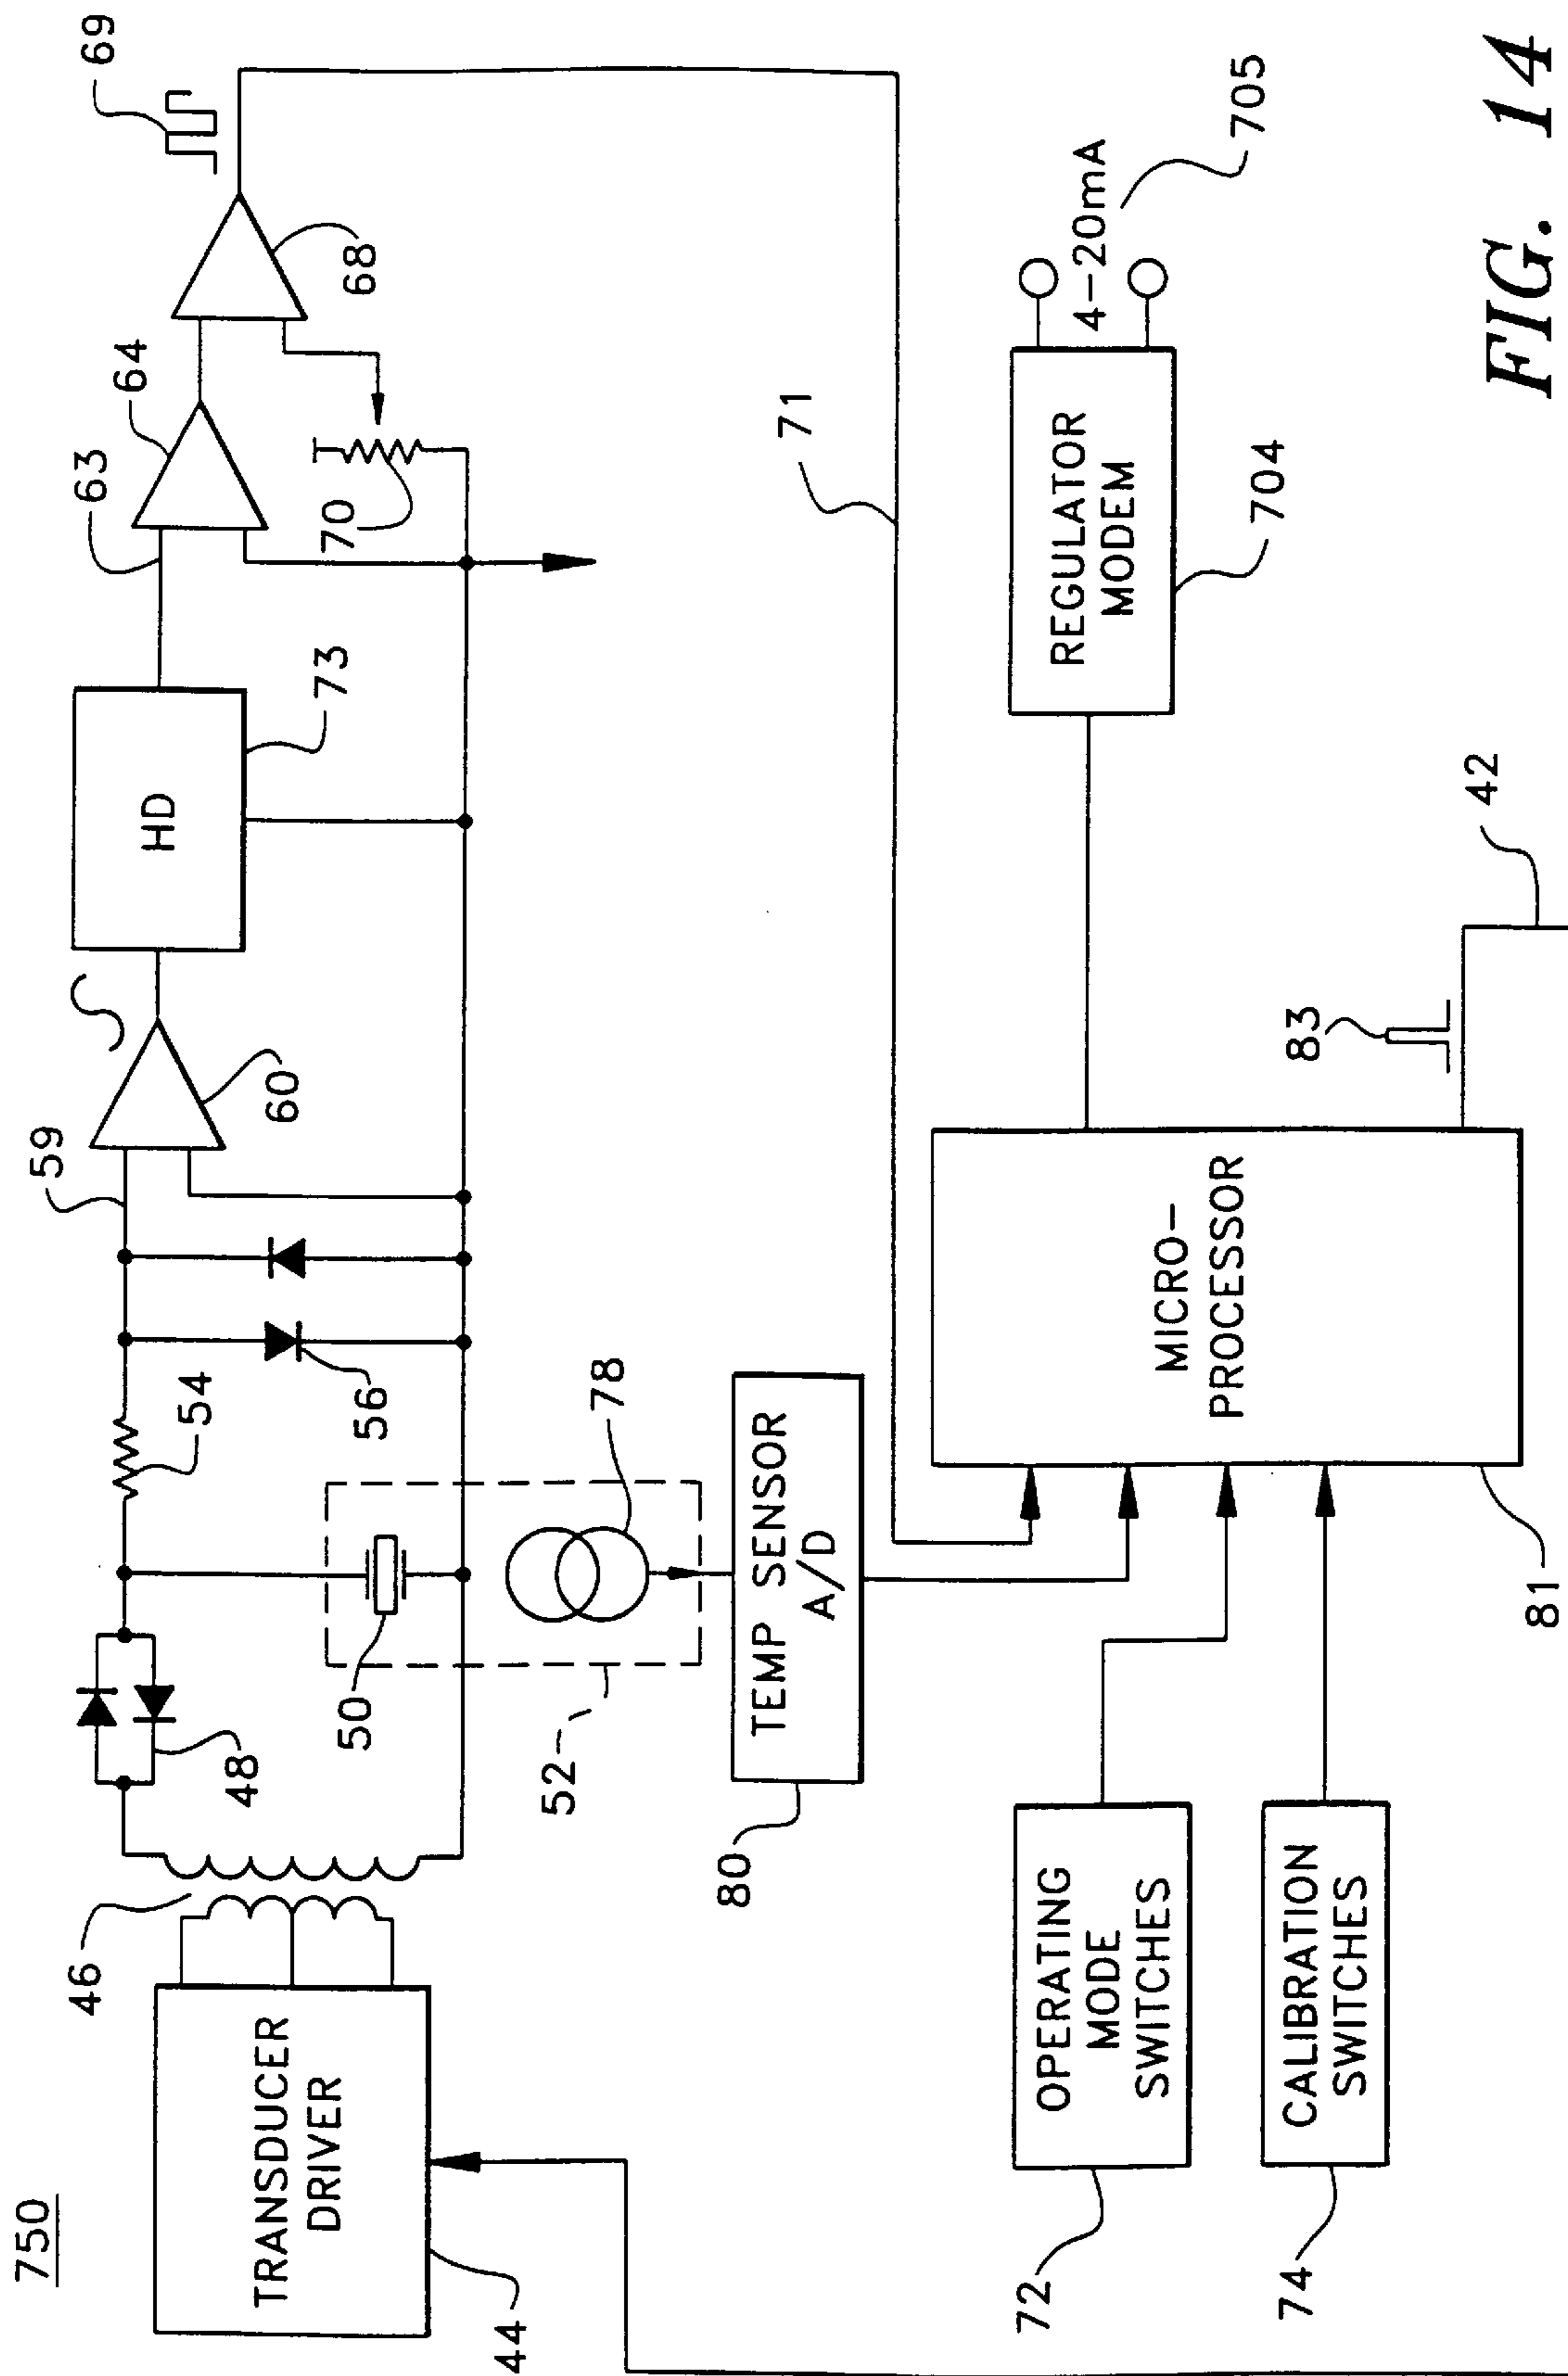 750
46
TRANSDUCER
DRIVER
44
48
50
52
54
56
59
60
HD
73
63
64
70
68
69
78
TEMP SENSOR
A/D
80
71
OPERATING
MODE
SWITCHES
72
CALIBRATION
SWITCHES
74
MICRO-
PROCESSOR
81
83
42
REGULATOR
MODEM
704
4-20mA
705
FIG. 14